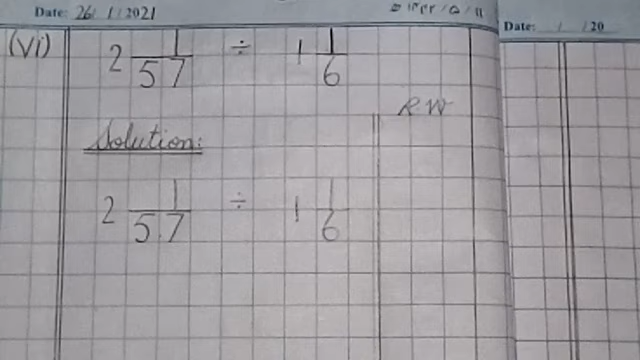 Date: 26/ 1 / 2021
Date: / /20
(vi) 2 1/57 ÷ 1 1/6
R W
Solution:
2 1/57 ÷ 1 1/6